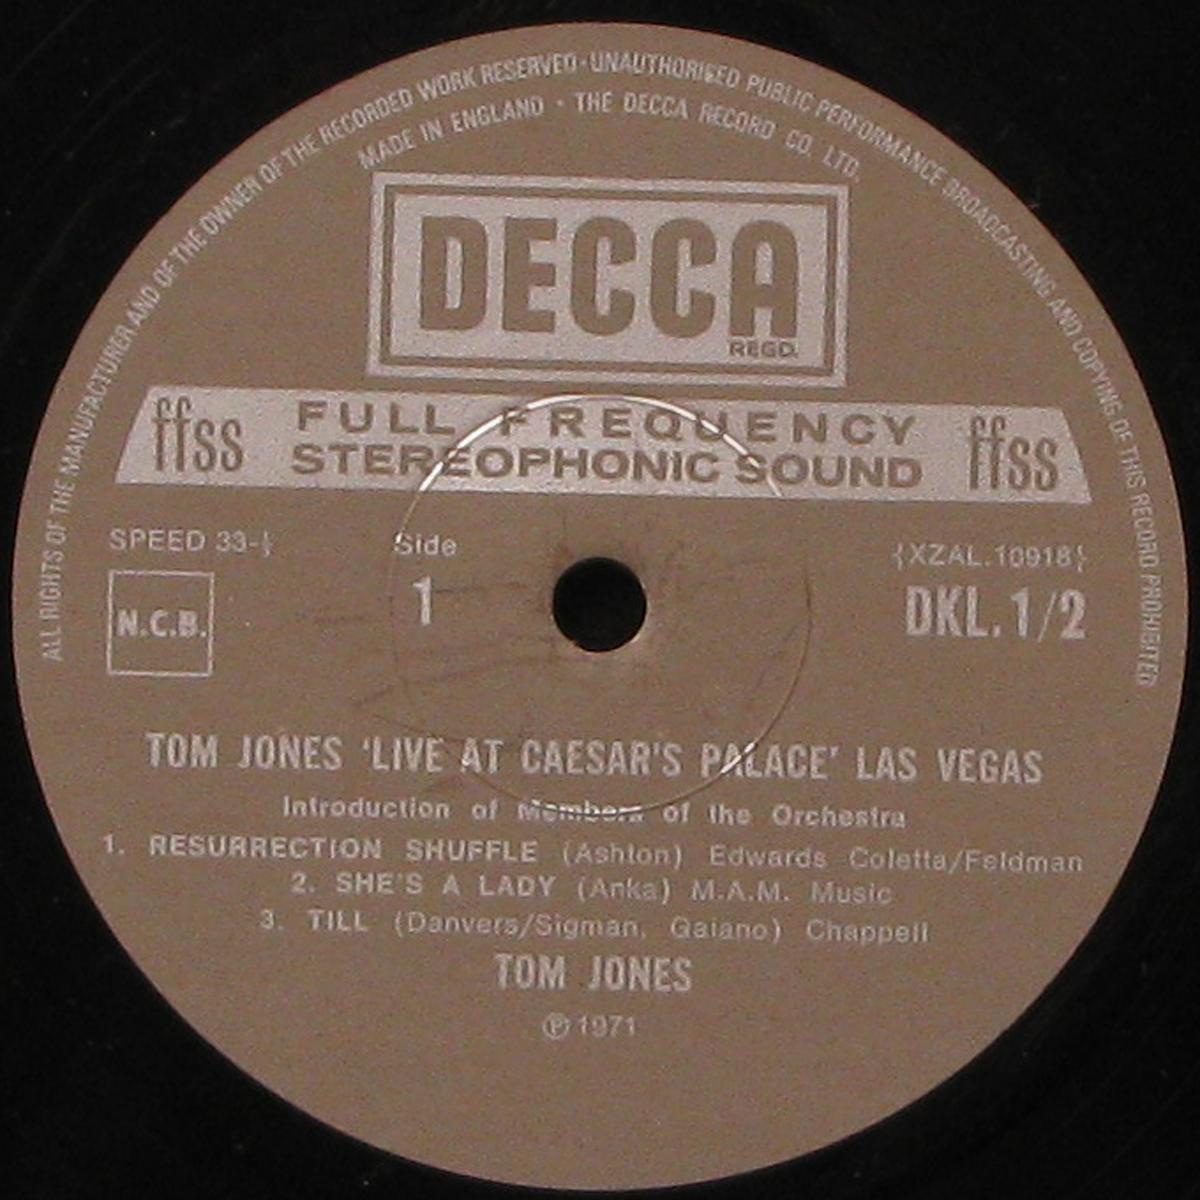 ALL RIGHTS OF THE MANUFACTURER AND OF THE OWNER OF THE RECORDED WORK RESERVED · UNAUTHORISED PUBLIC PERFORMANCE BROADCASTING AND COPYING OF THIS RECORD PROHIBITED
MADE IN ENGLAND · THE DECCA RECORD CO. LTD.
DECCA
REGD.
ffss FULL FREQUENCY ffss
STEREOPHONIC SOUND
SPEED 33-⅓ Side {XZAL.10918}
N.C.B. 1 DKL.1/2
TOM JONES 'LIVE AT CAESAR'S PALACE' LAS VEGAS
Introduction of Members of the Orchestra
1. RESURRECTION SHUFFLE (Ashton) Edwards Coletta/Feldman
2. SHE'S A LADY (Anka) M.A.M. Music
3. TILL (Danvers/Sigman, Gaiano) Chappell
TOM JONES
℗ 1971